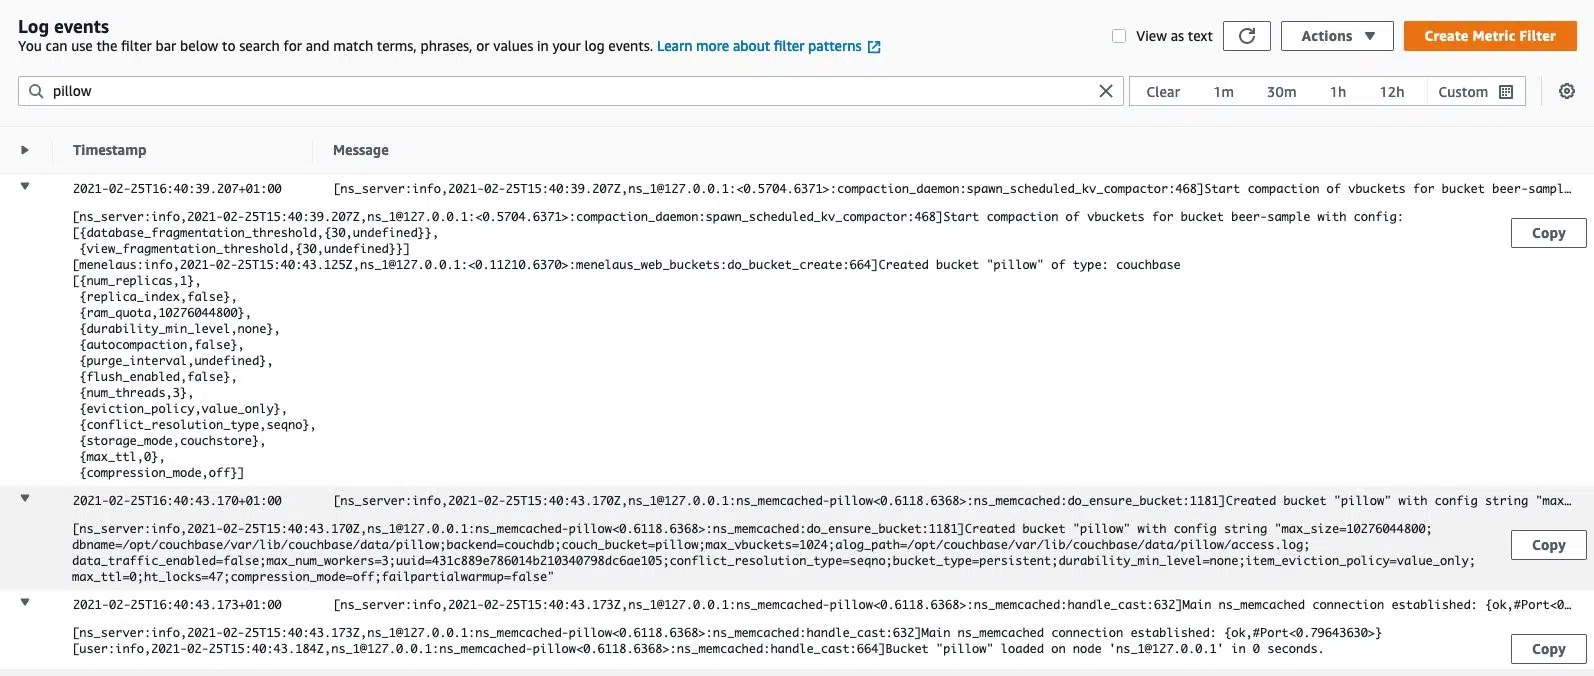 Log events
You can use the filter bar below to search for and match terms, phrases, or values in your log events. Learn more about filter patterns
View as text
Actions
Create Metric Filter
pillow
Clear 1m 30m 1h 12h Custom
Timestamp Message
2021-02-25T16:40:39.207+01:00 [ns_server:info,2021-02-25T15:40:39.207Z,ns_1@127.0.0.1:<0.5704.6371>:compaction_daemon:spawn_scheduled_kv_compactor:468]Start compaction of vbuckets for bucket beer-sampl…
[ns_server:info,2021-02-25T15:40:39.207Z,ns_1@127.0.0.1:<0.5704.6371>:compaction_daemon:spawn_scheduled_kv_compactor:468]Start compaction of vbuckets for bucket beer-sample with config:
[{database_fragmentation_threshold,{30,undefined}},
{view_fragmentation_threshold,{30,undefined}}]
[menelaus:info,2021-02-25T15:40:43.125Z,ns_1@127.0.0.1:<0.11210.6370>:menelaus_web_buckets:do_bucket_create:664]Created bucket "pillow" of type: couchbase
[{num_replicas,1},
{replica_index,false},
{ram_quota,10276044800},
{durability_min_level,none},
{autocompaction,false},
{purge_interval,undefined},
{flush_enabled,false},
{num_threads,3},
{eviction_policy,value_only},
{conflict_resolution_type,seqno},
{storage_mode,couchstore},
{max_ttl,0},
{compression_mode,off}]
Copy
2021-02-25T16:40:43.170+01:00 [ns_server:info,2021-02-25T15:40:43.170Z,ns_1@127.0.0.1:ns_memcached-pillow<0.6118.6368>:ns_memcached:do_ensure_bucket:1181]Created bucket "pillow" with config string "max…
[ns_server:info,2021-02-25T15:40:43.170Z,ns_1@127.0.0.1:ns_memcached-pillow<0.6118.6368>:ns_memcached:do_ensure_bucket:1181]Created bucket "pillow" with config string "max_size=10276044800;
dbname=/opt/couchbase/var/lib/couchbase/data/pillow;backend=couchdb;couch_bucket=pillow;max_vbuckets=1024;alog_path=/opt/couchbase/var/lib/couchbase/data/pillow/access.log;
data_traffic_enabled=false;max_num_workers=3;uuid=431c889e786014b210340798dc6ae105;conflict_resolution_type=seqno;bucket_type=persistent;durability_min_level=none;item_eviction_policy=value_only;
max_ttl=0;ht_locks=47;compression_mode=off;failpartialwarmup=false"
Copy
2021-02-25T16:40:43.173+01:00 [ns_server:info,2021-02-25T15:40:43.173Z,ns_1@127.0.0.1:ns_memcached-pillow<0.6118.6368>:ns_memcached:handle_cast:632]Main ns_memcached connection established: {ok,#Port<0…
[ns_server:info,2021-02-25T15:40:43.173Z,ns_1@127.0.0.1:ns_memcached-pillow<0.6118.6368>:ns_memcached:handle_cast:632]Main ns_memcached connection established: {ok,#Port<0.79643630>}
[user:info,2021-02-25T15:40:43.184Z,ns_1@127.0.0.1:ns_memcached-pillow<0.6118.6368>:ns_memcached:handle_cast:664]Bucket "pillow" loaded on node 'ns_1@127.0.0.1' in 0 seconds.
Copy